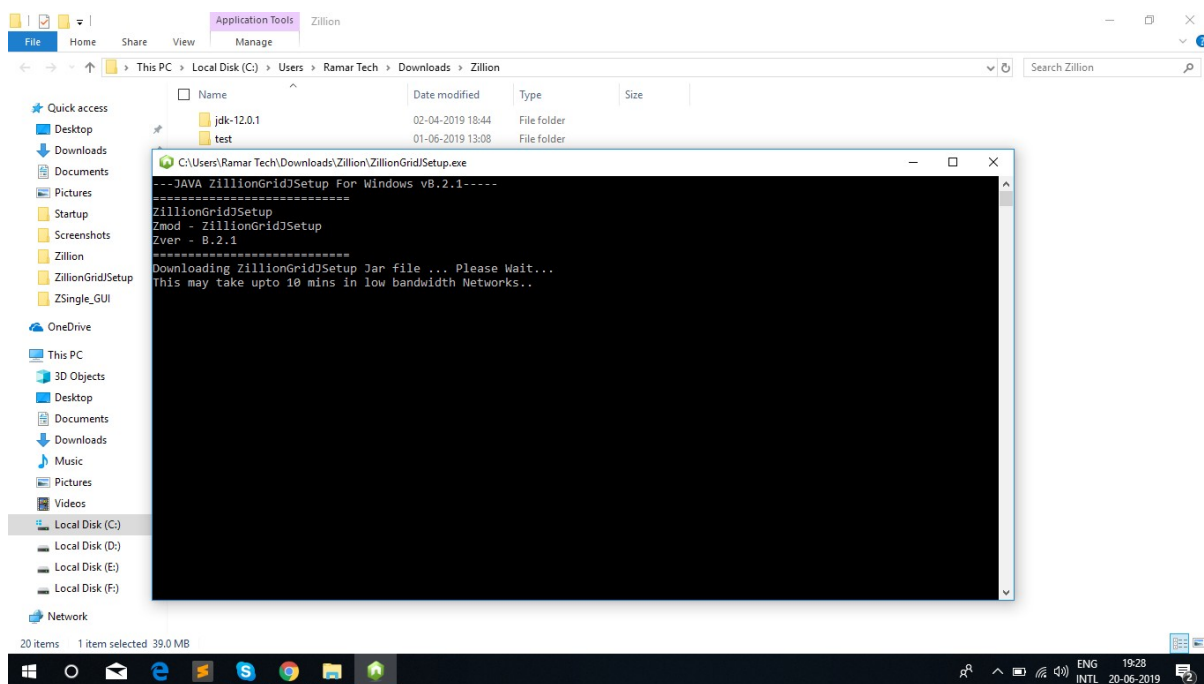 Application Tools
Zillion
File
Home
Share
View
Manage
This PC > Local Disk (C:) > Users > Ramar Tech > Downloads > Zillion
Search Zillion
Name
Date modified
Type
Size
jdk-12.0.1
02-04-2019 18:44
File folder
test
01-06-2019 13:08
File folder
Quick access
Desktop
Downloads
Documents
Pictures
Startup
Screenshots
Zillion
ZillionGridJSetup
ZSingle_GUI
OneDrive
This PC
3D Objects
Desktop
Documents
Downloads
Music
Pictures
Videos
Local Disk (C:)
Local Disk (D:)
Local Disk (E:)
Local Disk (F:)
Network
C:\Users\Ramar Tech\Downloads\Zillion\ZillionGridJSetup.exe
---JAVA ZillionGridJSetup For Windows vB.2.1-----
============================
ZillionGridJSetup
Zmod - ZillionGridJSetup
Zver - B.2.1
============================
Downloading ZillionGridJSetup Jar file ... Please Wait...
This may take upto 10 mins in low bandwidth Networks..
20 items
1 item selected 39.0 MB
ENG
INTL
19:28
20-06-2019
2